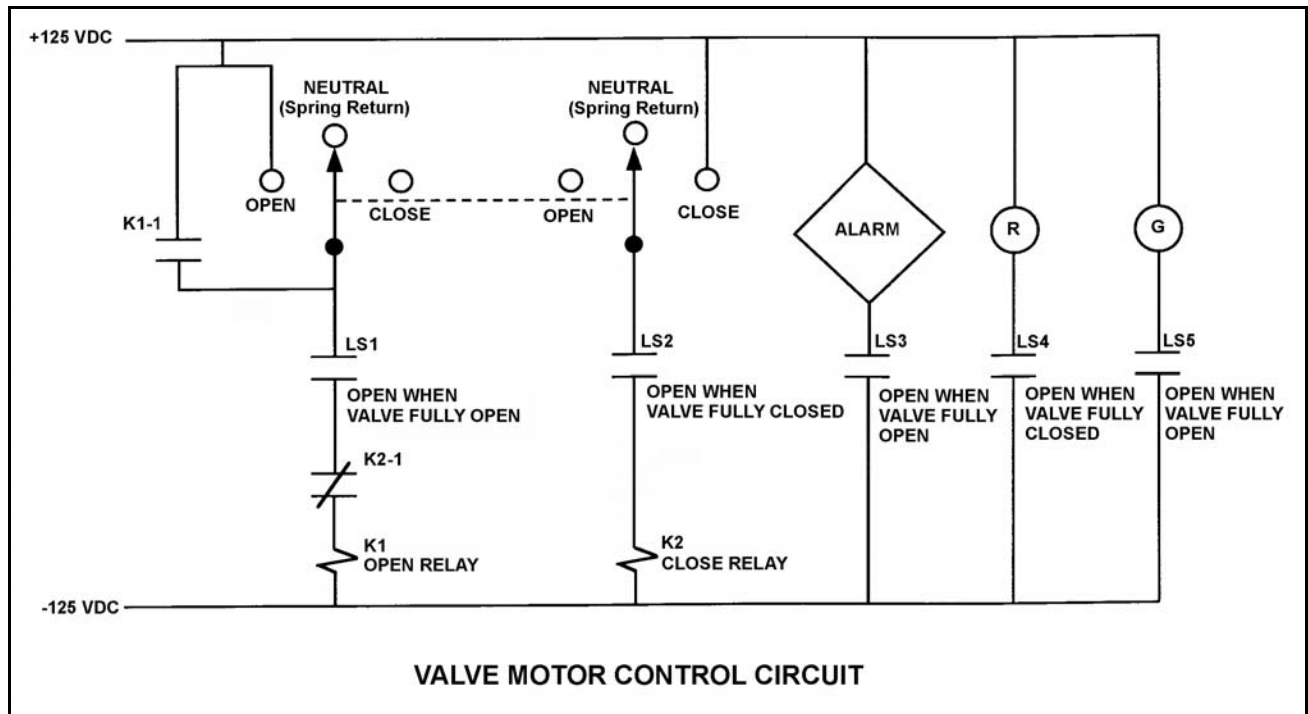 +125 VDC
NEUTRAL
(Spring Return)
NEUTRAL
(Spring Return)
OPEN
CLOSE
OPEN
CLOSE
K1-1
ALARM
R
G
LS1
OPEN WHEN
VALVE FULLY OPEN
LS2
OPEN WHEN
VALVE FULLY CLOSED
LS3
OPEN WHEN
VALVE FULLY
OPEN
LS4
OPEN WHEN
VALVE FULLY
CLOSED
LS5
OPEN WHEN
VALVE FULLY
OPEN
K2-1
K1
OPEN RELAY
K2
CLOSE RELAY
-125 VDC
VALVE MOTOR CONTROL CIRCUIT